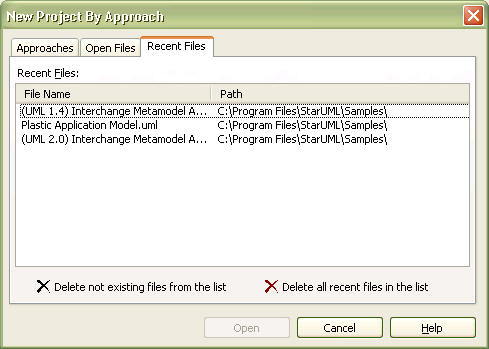 New Project By Approach
Approaches Open Files Recent Files
Recent Files:
File Name Path
(UML 1.4) Interchange Metamodel A... C:\Program Files\StarUML\Samples\
Plastic Application Model.uml C:\Program Files\StarUML\Samples\
(UML 2.0) Interchange Metamodel A... C:\Program Files\StarUML\Samples\
Delete not existing files from the list Delete all recent files in the list
Open Cancel Help